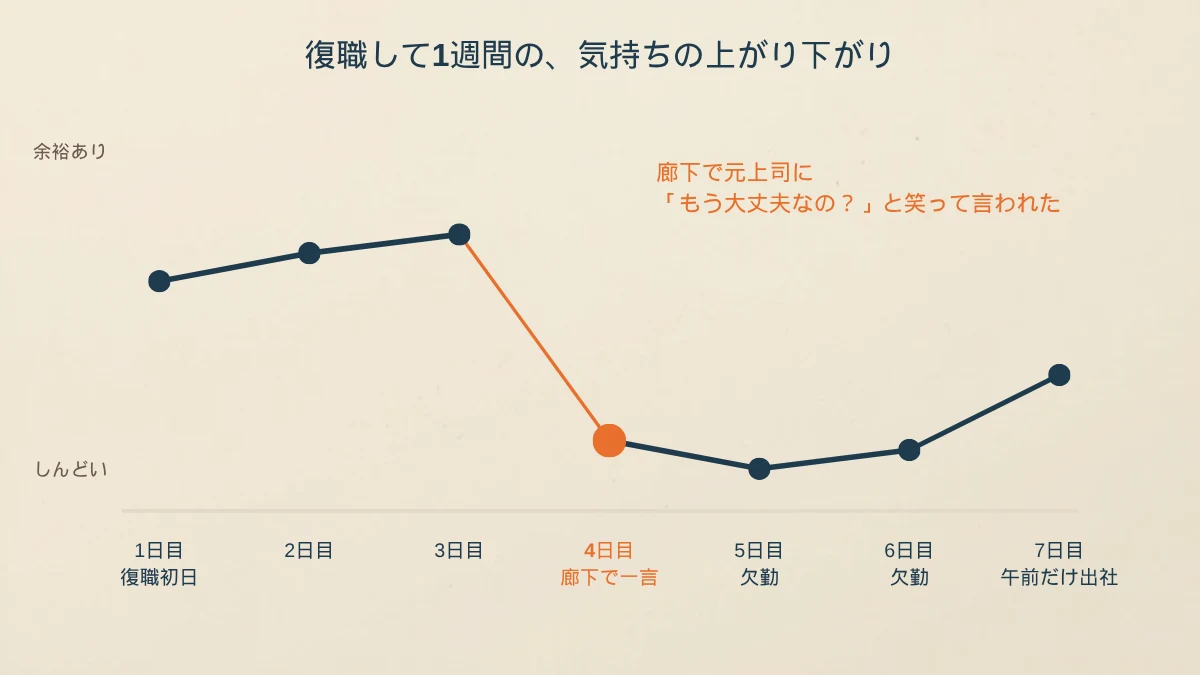 復職して1週間の、気持ちの上がり下がり
余裕あり
廊下で元上司に
「もう大丈夫なの？」と笑って言われた
しんどい
1日目
復職初日
2日目
3日目
4日目
廊下で一言
5日目
欠勤
6日目
欠勤
7日目
午前だけ出社